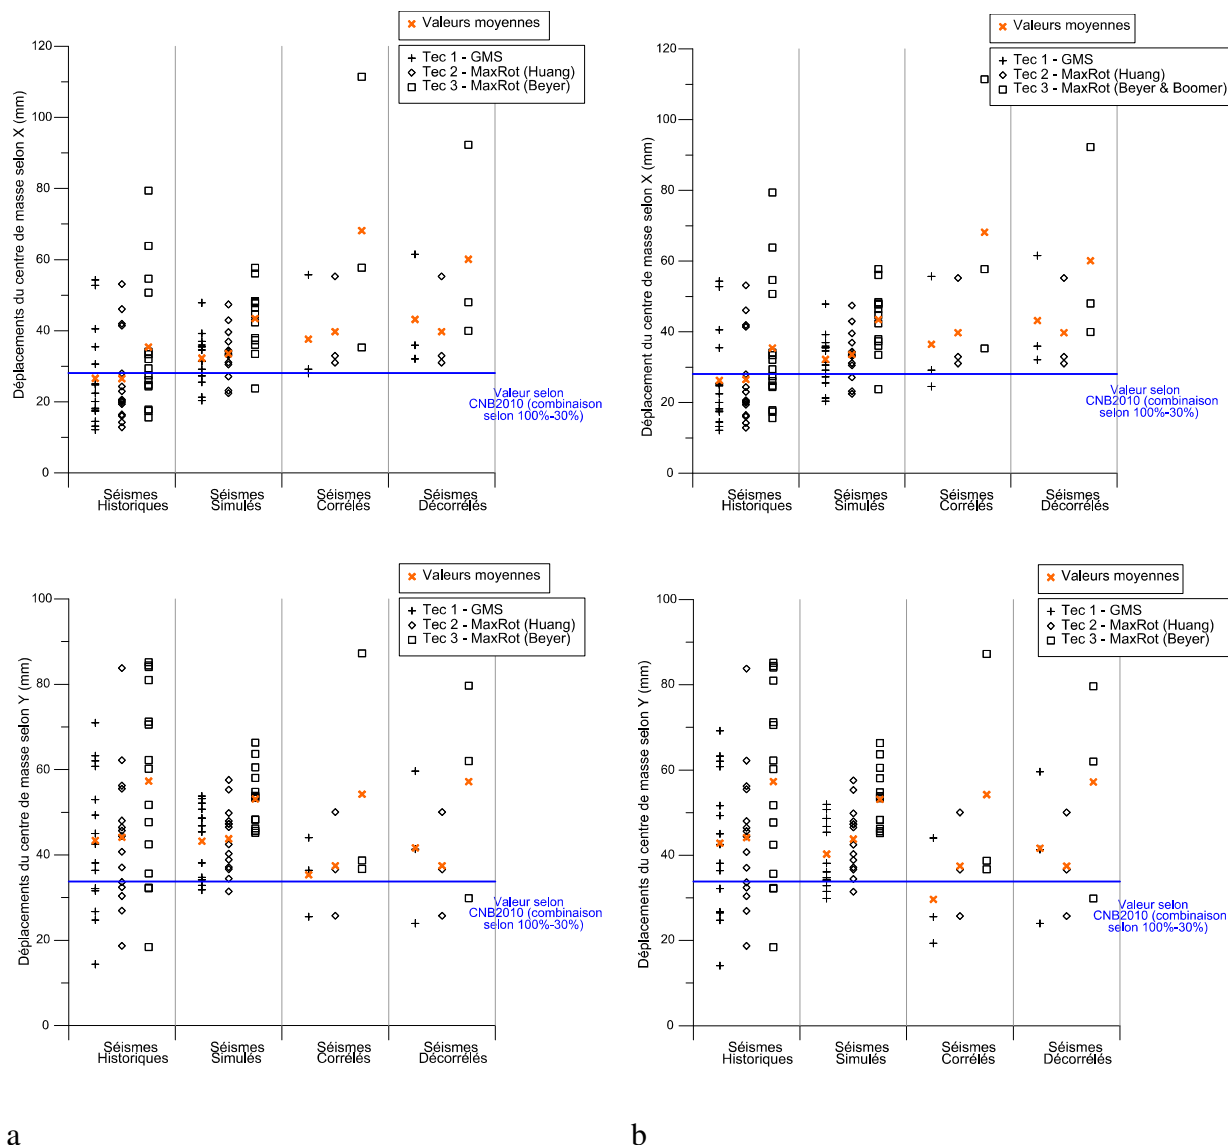 Valeurs moyennes
Tec 1 - GMS
Tec 2 - MaxRot (Huang)
Tec 3 - MaxRot (Beyer)
Déplacements du centre de masse selon X (mm)
120
100
80
60
40
20
0
Valeur selon
CNB2010 (combinaison
selon 100%-30%)
Séismes
Historiques
Séismes
Simulés
Séismes
Corrélés
Séismes
Décorrélés
Valeurs moyennes
Tec 1 - GMS
Tec 2 - MaxRot (Huang)
Tec 3 - MaxRot (Beyer & Boomer)
Déplacement du centre de masse selon X (mm)
120
100
80
60
40
20
0
Valeur selon
CNB2010 (combinaison
selon 100%-30%)
Séismes
Historiques
Séismes
Simulés
Séismes
Corrélés
Séismes
Décorrélés
Valeurs moyennes
Tec 1 - GMS
Tec 2 - MaxRot (Huang)
Tec 3 - MaxRot (Beyer)
Déplacements du centre de masse selon Y (mm)
100
80
60
40
20
0
Valeur selon
CNB2010 (combinaison
selon 100%-30%)
Séismes
Historiques
Séismes
Simulés
Séismes
Corrélés
Séismes
Décorrélés
Valeurs moyennes
Tec 1 - GMS
Tec 2 - MaxRot (Huang)
Tec 3 - MaxRot (Beyer)
Déplacements du centre de masse selon Y (mm)
100
80
60
40
20
0
Valeur selon
CNB2010 (combinaison
selon 100%-30%)
Séismes
Historiques
Séismes
Simulés
Séismes
Corrélés
Séismes
Décorrélés
a
b